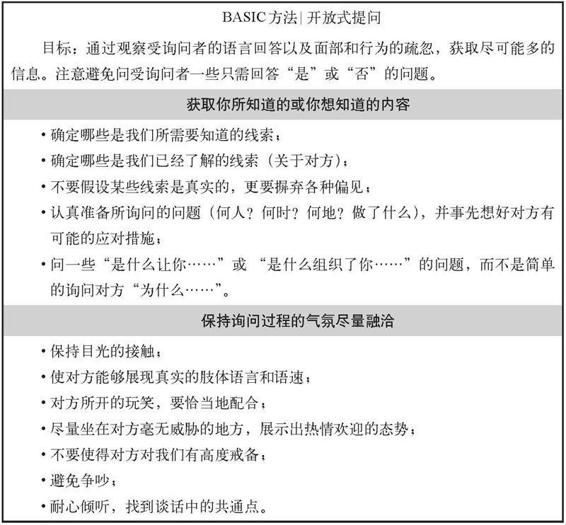 BASIC方法|开放式提问
目标：通过观察受询问者的语言回答以及面部和行为的疏忽，获取尽可能多的
信息。注意避免问受询问者一些只需回答“是”或“否”的问题。
获取你所知道的或你想知道的内容
•确定哪些是我们所需要知道的线索；
•确定哪些是我们已经了解的线索（关于对方）；
•不要假设某些线索是真实的，更要摒弃各种偏见；
•认真准备所询问的问题（何人？何时？何地？做了什么），并事先想好对方有
可能的应对措施；
•问一些“是什么让你……”或 “是什么组织了你……”的问题，而不是简单
的询问对方“为什么……”。
保持询问过程的气氛尽量融洽
•保持目光的接触；
•使对方能够展现真实的肢体语言和语速；
•对方所开的玩笑，要恰当地配合；
•尽量坐在对方毫无威胁的地方，展示出热情欢迎的态势；
•不要使得对方对我们有高度戒备；
•避免争吵；
•耐心倾听，找到谈话中的共通点。